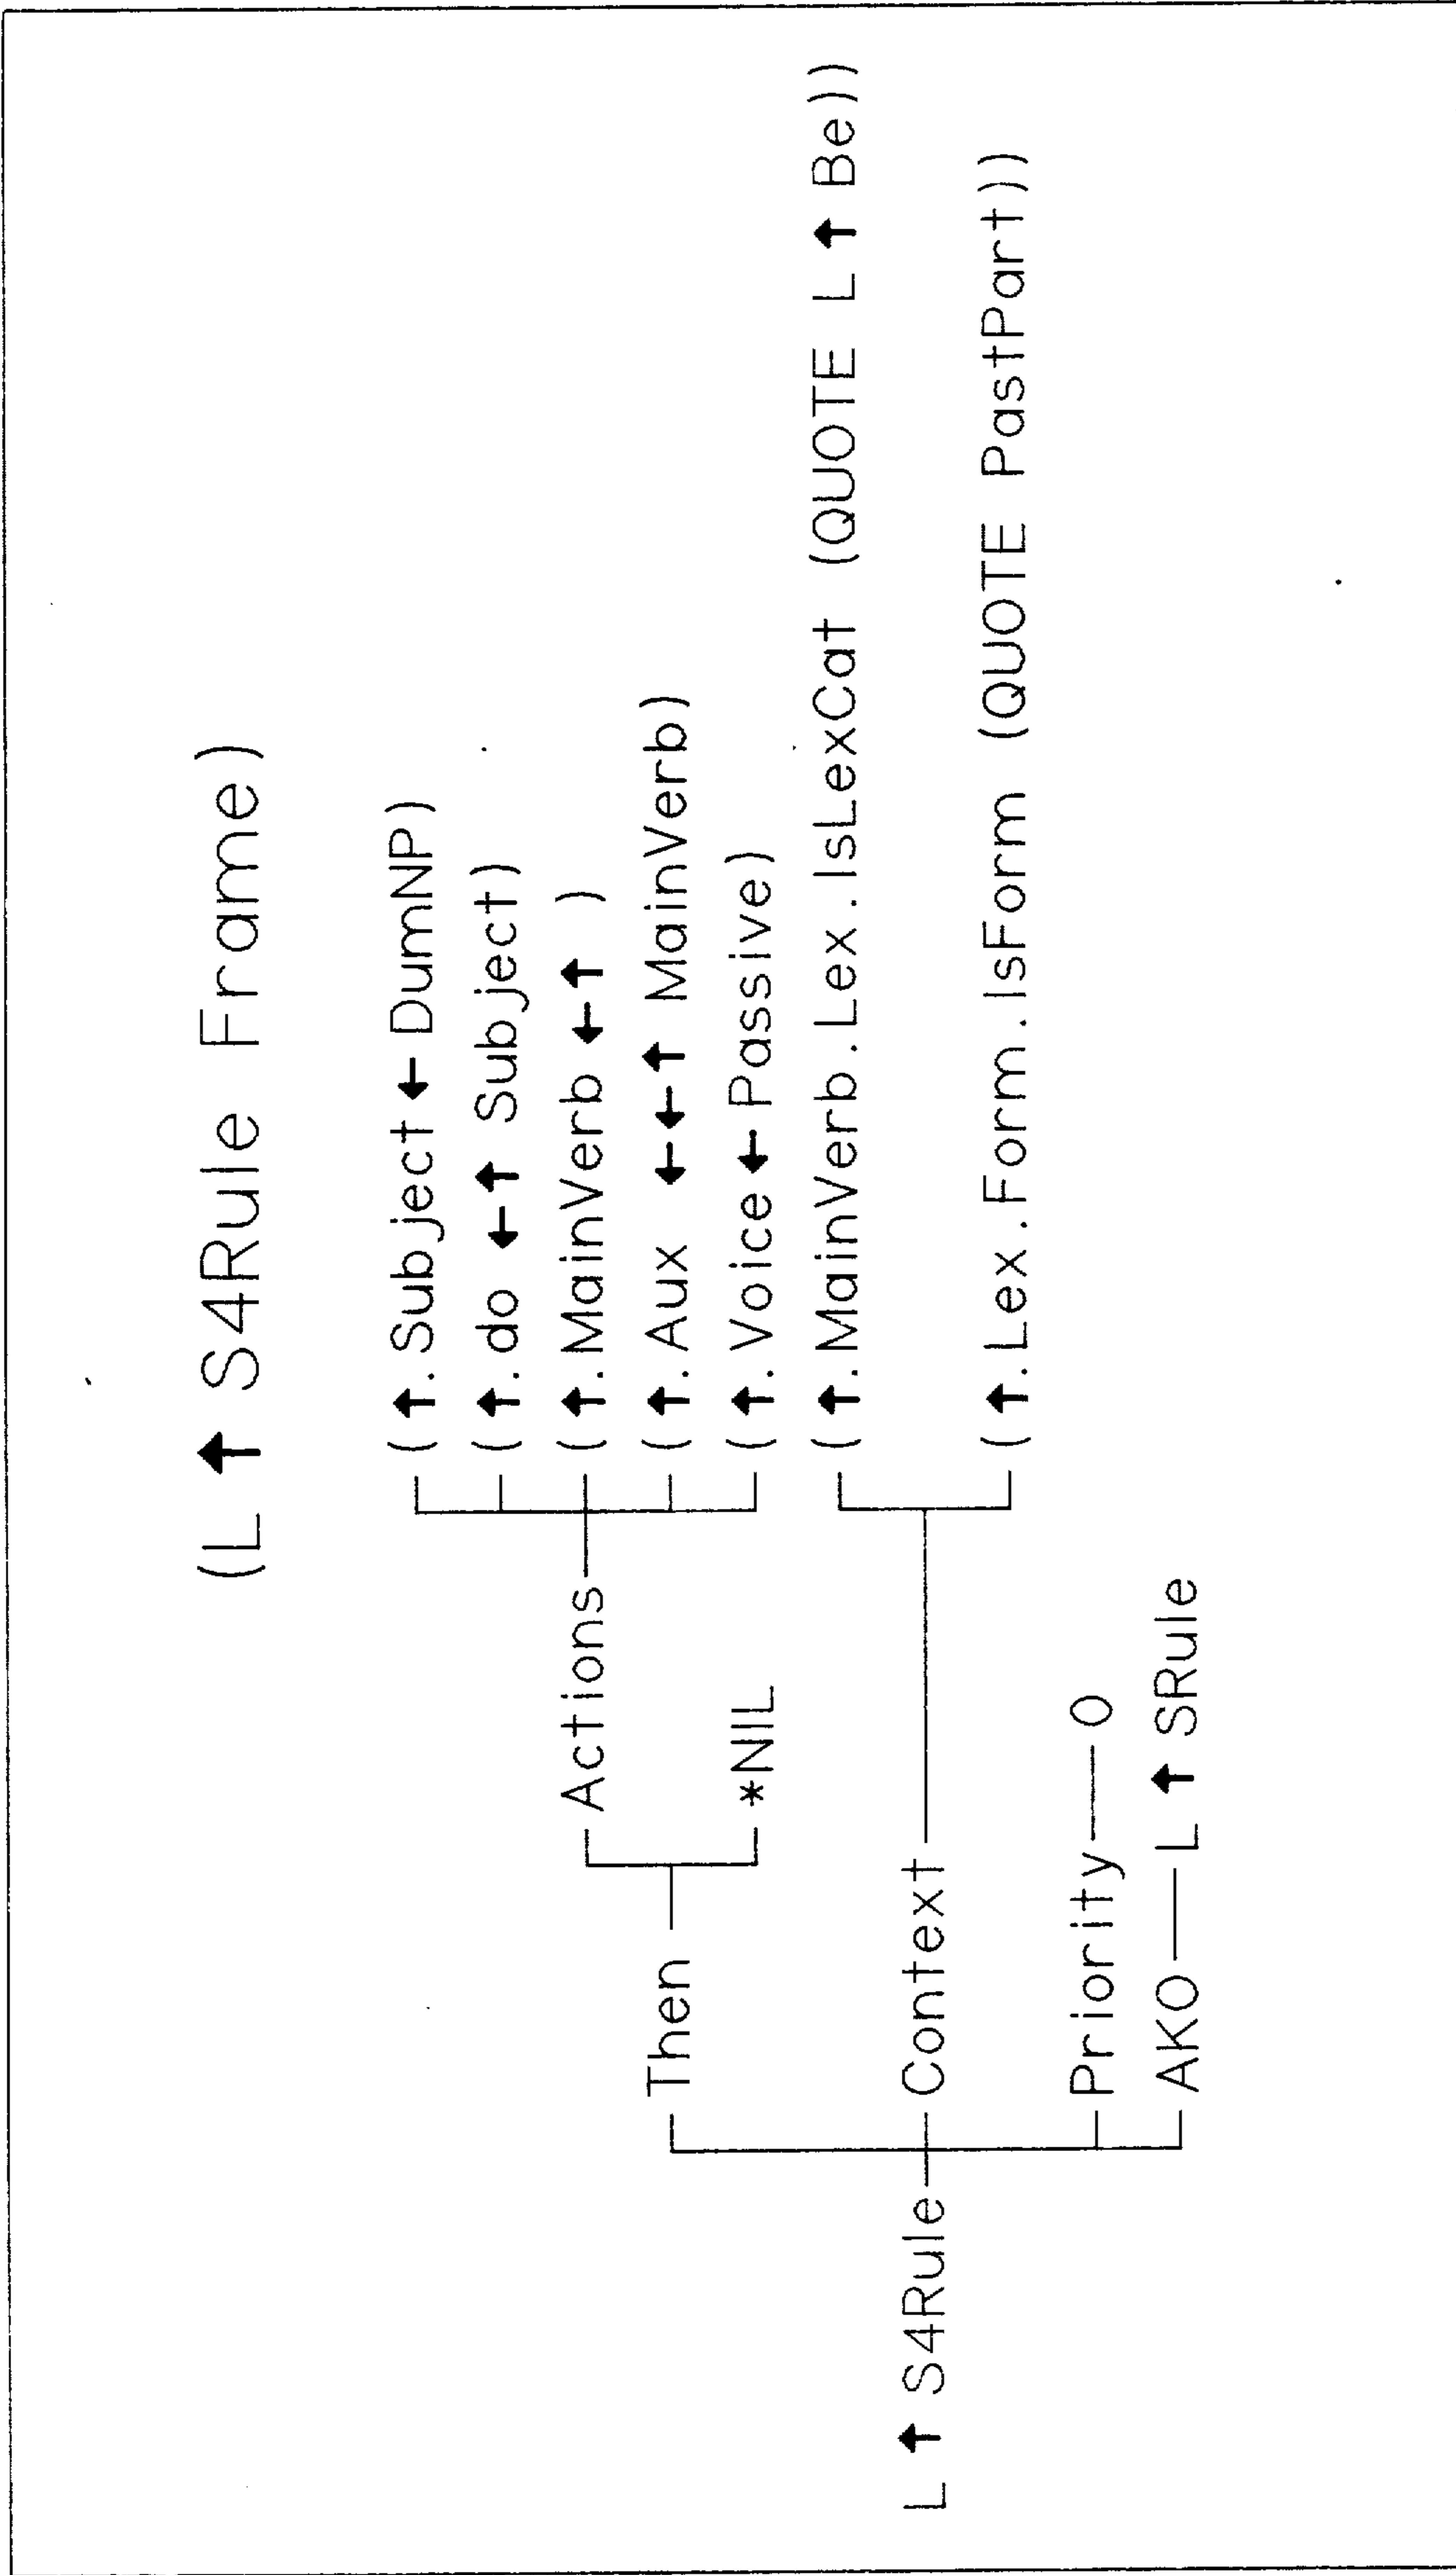 (L ↑ S4Rule Frame)
(↑.Subject ← DumNP)
(↑.do ←↑ Subject)
Actions (↑.MainVerb ←↑ )
Then (↑.Aux ←←↑ MainVerb)
*NIL (↑.Voice ← Passive)
(↑.MainVerb.Lex.Lex.IsLexCat (QUOTE L ↑ Be))
L ↑ S4Rule Context
(↑.Lex.Form.IsForm (QUOTE PastPart))
Priority 0
AKO L ↑ SRule